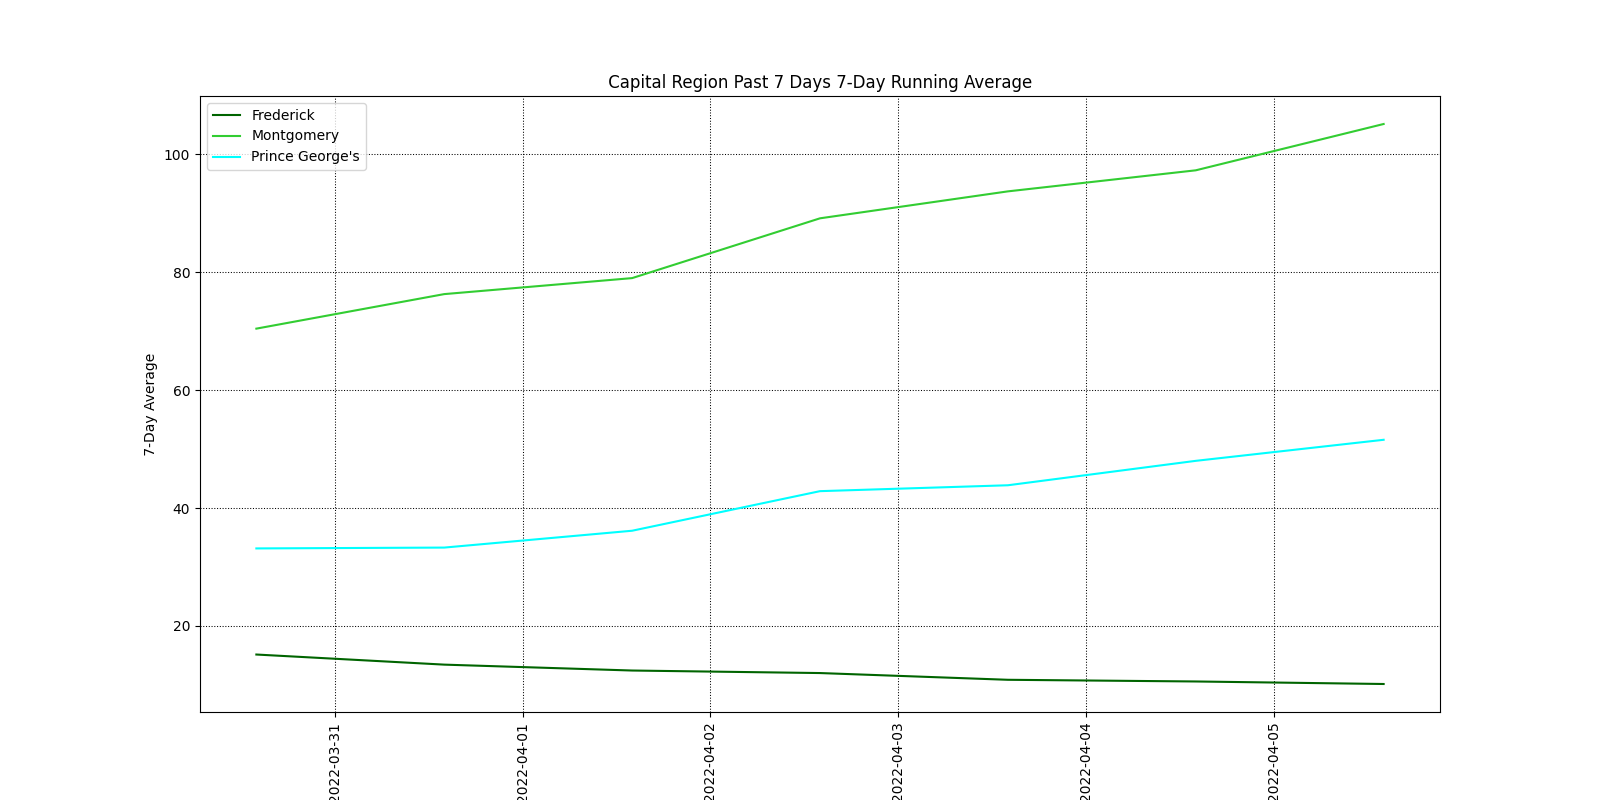 Capital Region Past 7 Days 7-Day Running Average
Frederick
Montgomery
Prince George's
100
80
60
40
20
7-Day Average
2022-03-31
2022-04-01
2022-04-02
2022-04-03
2022-04-04
2022-04-05